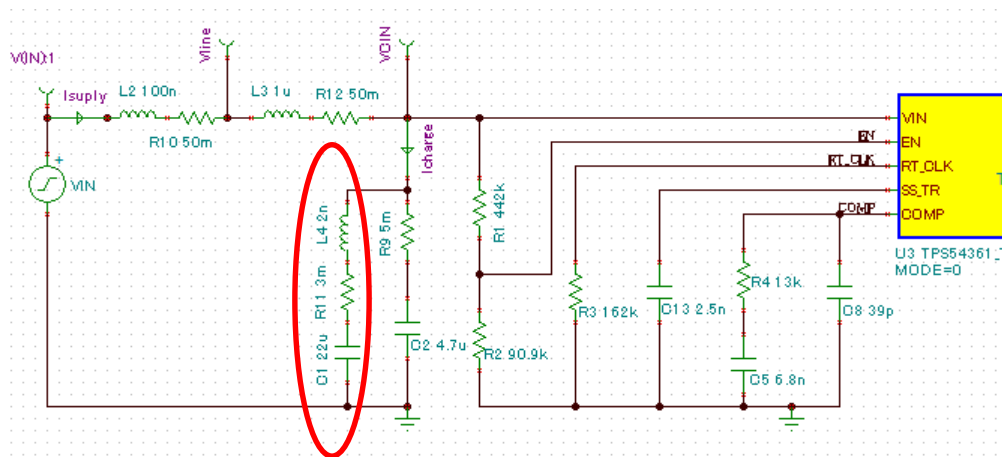 V(IN):1
Vline
VCIN
Isuply
L2 100n
L3 1u
R12 50m
R10 50m
+
VIN
Icharge
L4 2n
R9 5m
R11 3m
C1 22u
C2 4.7u
R1 442k
R2 90.9k
R3 162k
C13 2.5n
R4 13k
C5 6.8n
C8 39p
EN
RT_CLK
COMP
VIN
EN
RT_CLK
SS_TR
COMP
T
U3 TPS54361_T
MODE=0